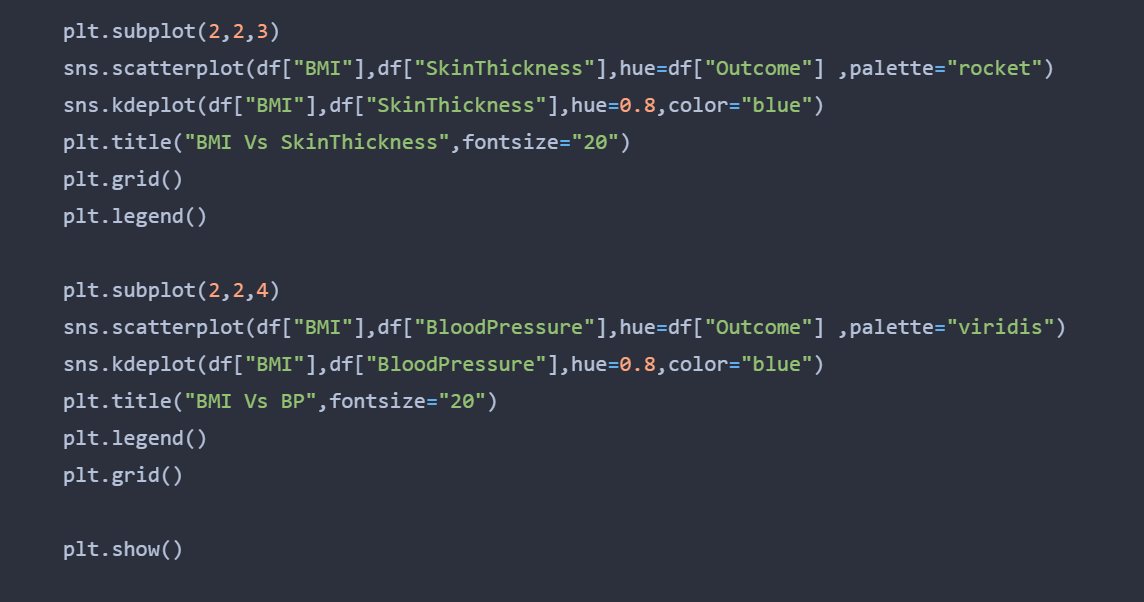 plt.subplot(2,2,3)
sns.scatterplot(df["BMI"],df["SkinThickness"],hue=df["Outcome"] ,palette="rocket")
sns.kdeplot(df["BMI"],df["SkinThickness"],hue=0.8,color="blue")
plt.title("BMI Vs SkinThickness",fontsize="20")
plt.grid()
plt.legend()
plt.subplot(2,2,4)
sns.scatterplot(df["BMI"],df["BloodPressure"],hue=df["Outcome"] ,palette="viridis")
sns.kdeplot(df["BMI"],df["BloodPressure"],hue=0.8,color="blue")
plt.title("BMI Vs BP",fontsize="20")
plt.legend()
plt.grid()
plt.show()